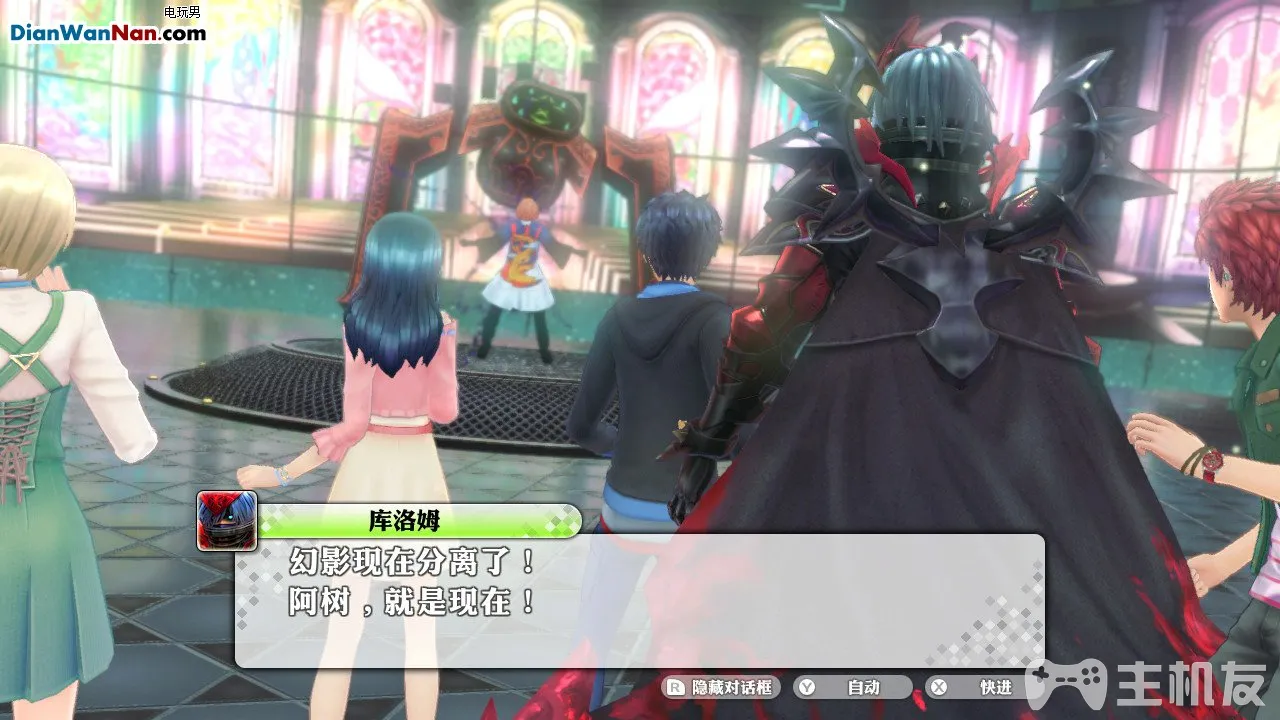 电玩男
DianWanNan.com
库洛姆
幻影现在分离了！
阿树，就是现在！
R 隐藏对话框 Y 自动 X 快进
主机友